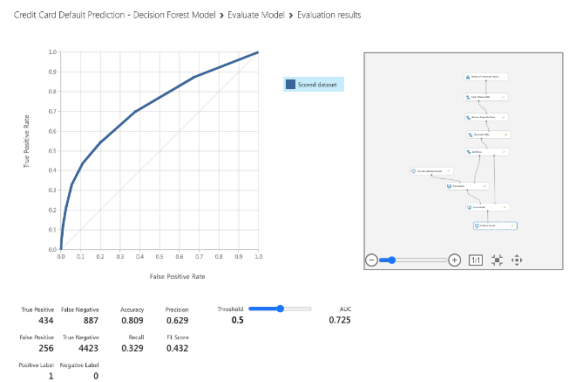 Credit Card Default Prediction - Decision Forest Model > Evaluate Model > Evaluation results
1.0
0.9
0.8
0.7
0.6
0.5
0.4
0.3
0.2
0.1
0.0
True Positive Rate
0.0 0.1 0.2 0.3 0.4 0.5 0.6 0.7 0.8 0.9 1.0
False Positive Rate
Scored dataset
1:1
True Positive False Negative Accuracy Precision Threshold AUC
434 887 0.809 0.629 0.5 0.725
False Positive True Negative Recall F1 Score
256 4423 0.329 0.432
Positive Label Negative Label
1 0